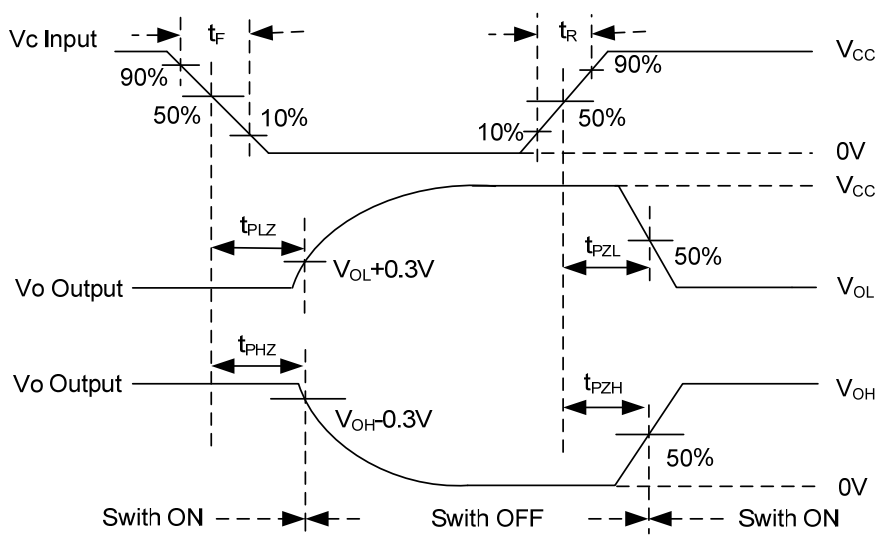 Vc Input
tF
tR
VCC
90%
90%
50%
10%
10%
50%
0V
VCC
tPLZ
VOL+0.3V
tPZL
50%
Vo Output
VOL
tPHZ
Vo Output
VOH-0.3V
tPZH
VOH
50%
0V
Swith ON
Swith OFF
Swith ON